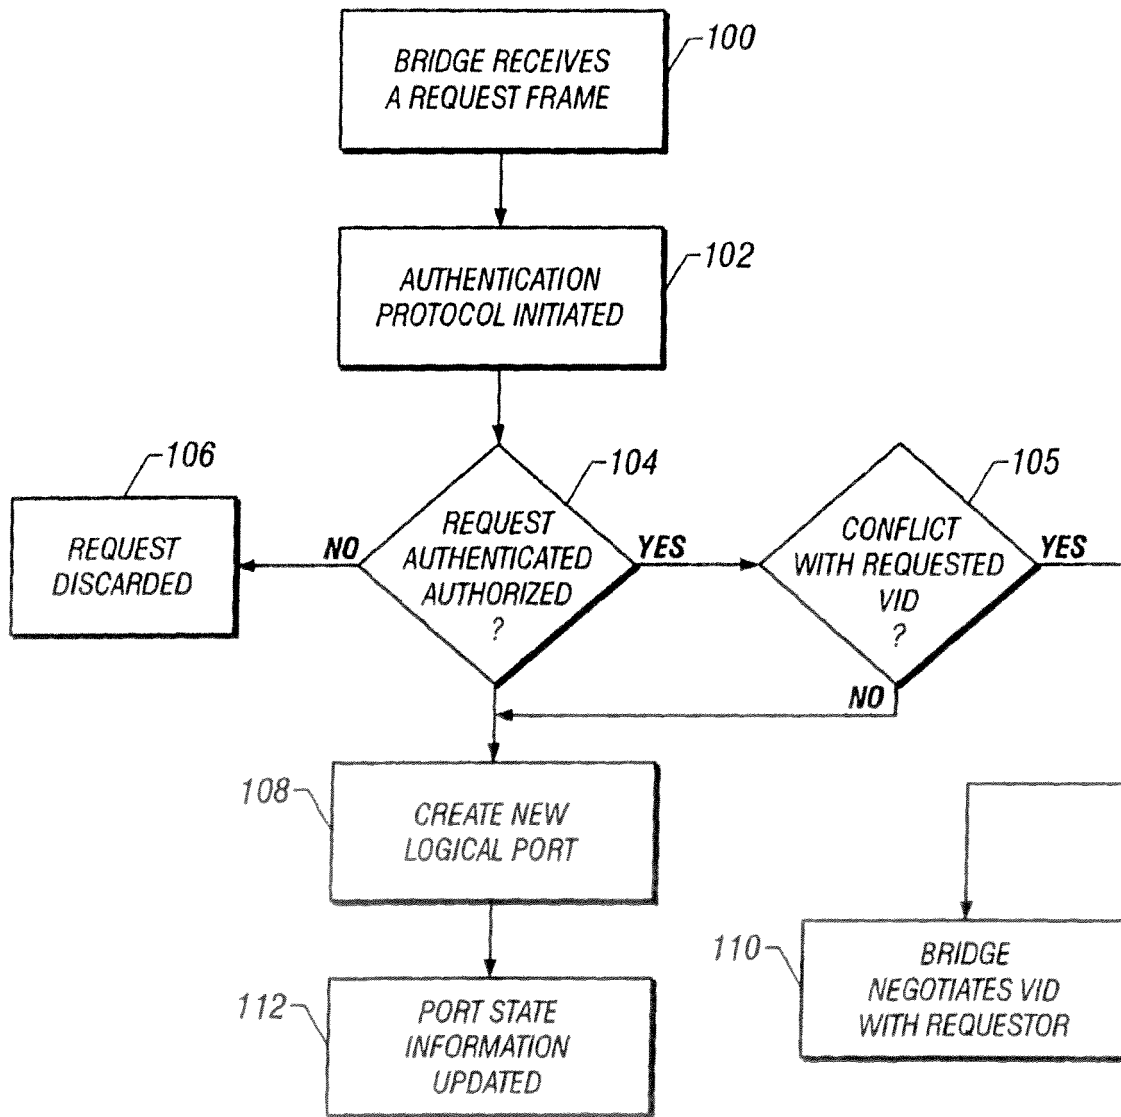 BRIDGE RECEIVES
A REQUEST FRAME
100
AUTHENTICATION
PROTOCOL INITIATED
102
106
REQUEST
DISCARDED
NO
104
REQUEST
AUTHENTICATED
AUTHORIZED
?
YES
105
CONFLICT
WITH REQUESTED
VID
?
YES
NO
108
CREATE NEW
LOGICAL PORT
110
BRIDGE
NEGOTIATES VID
WITH REQUESTOR
112
PORT STATE
INFORMATION
UPDATED